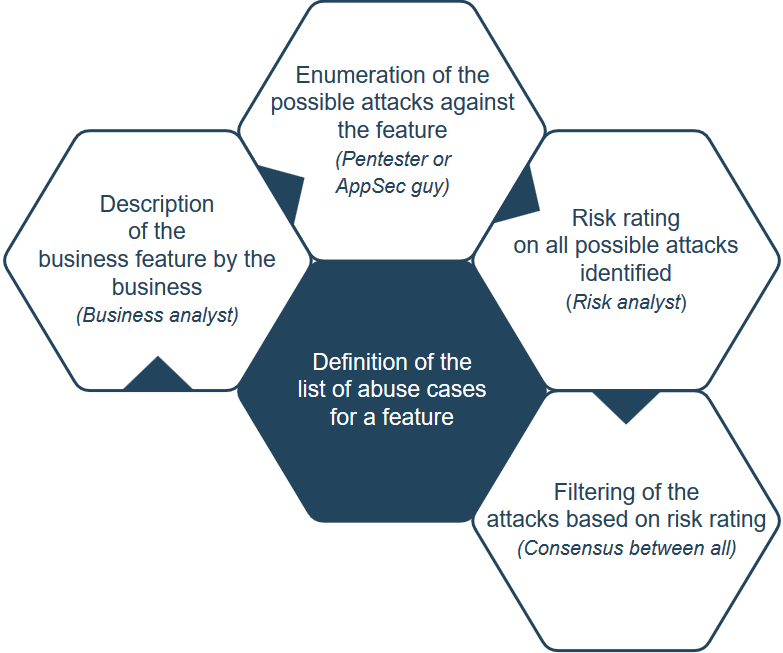 Enumeration of the
possible attacks against
the feature
(Pentester or
AppSec guy)
Description
of the
business feature by the
business
(Business analyst)
Risk rating
on all possible attacks
identified
(Risk analyst)
Definition of the
list of abuse cases
for a feature
Filtering of the
attacks based on risk rating
(Consensus between all)